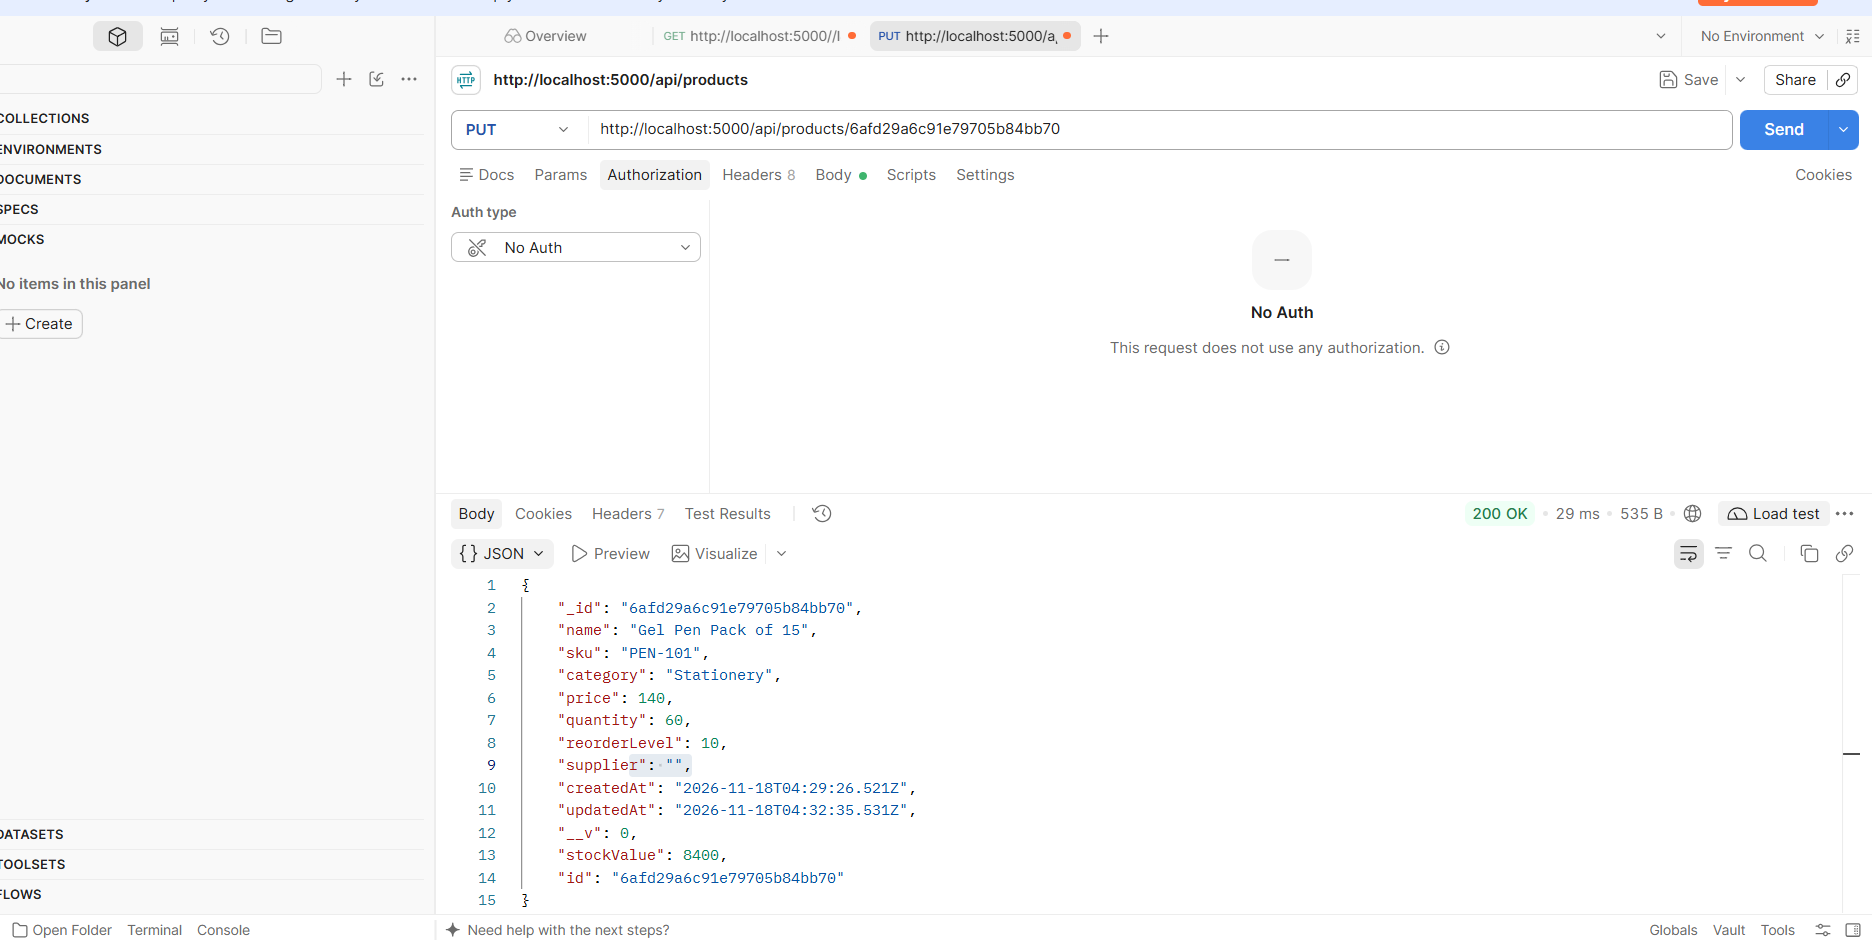 Overview
GET http://localhost:5000//l
PUT http://localhost:5000/a
No Environment
HTTP http://localhost:5000/api/products
Save
Share
COLLECTIONS
ENVIRONMENTS
DOCUMENTS
SPECS
MOCKS
No items in this panel
Create
PUT
http://localhost:5000/api/products/6afd29a6c91e79705b84bb70
Send
Docs Params Authorization Headers 8 Body Scripts Settings
Cookies
Auth type
No Auth
No Auth
This request does not use any authorization.
Body Cookies Headers 7 Test Results
200 OK • 29 ms • 535 B •
Load test
{} JSON Preview Visualize
1 {
2 "_id": "6afd29a6c91e79705b84bb70",
3 "name": "Gel Pen Pack of 15",
4 "sku": "PEN-101",
5 "category": "Stationery",
6 "price": 140,
7 "quantity": 60,
8 "reorderLevel": 10,
9 "supplier": "",
10 "createdAt": "2026-11-18T04:29:26.521Z",
11 "updatedAt": "2026-11-18T04:32:35.531Z",
12 "__v": 0,
13 "stockValue": 8400,
14 "id": "6afd29a6c91e79705b84bb70"
15 }
DATASETS
TOOLSETS
FLOWS
Open Folder Terminal Console
Need help with the next steps?
Globals Vault Tools